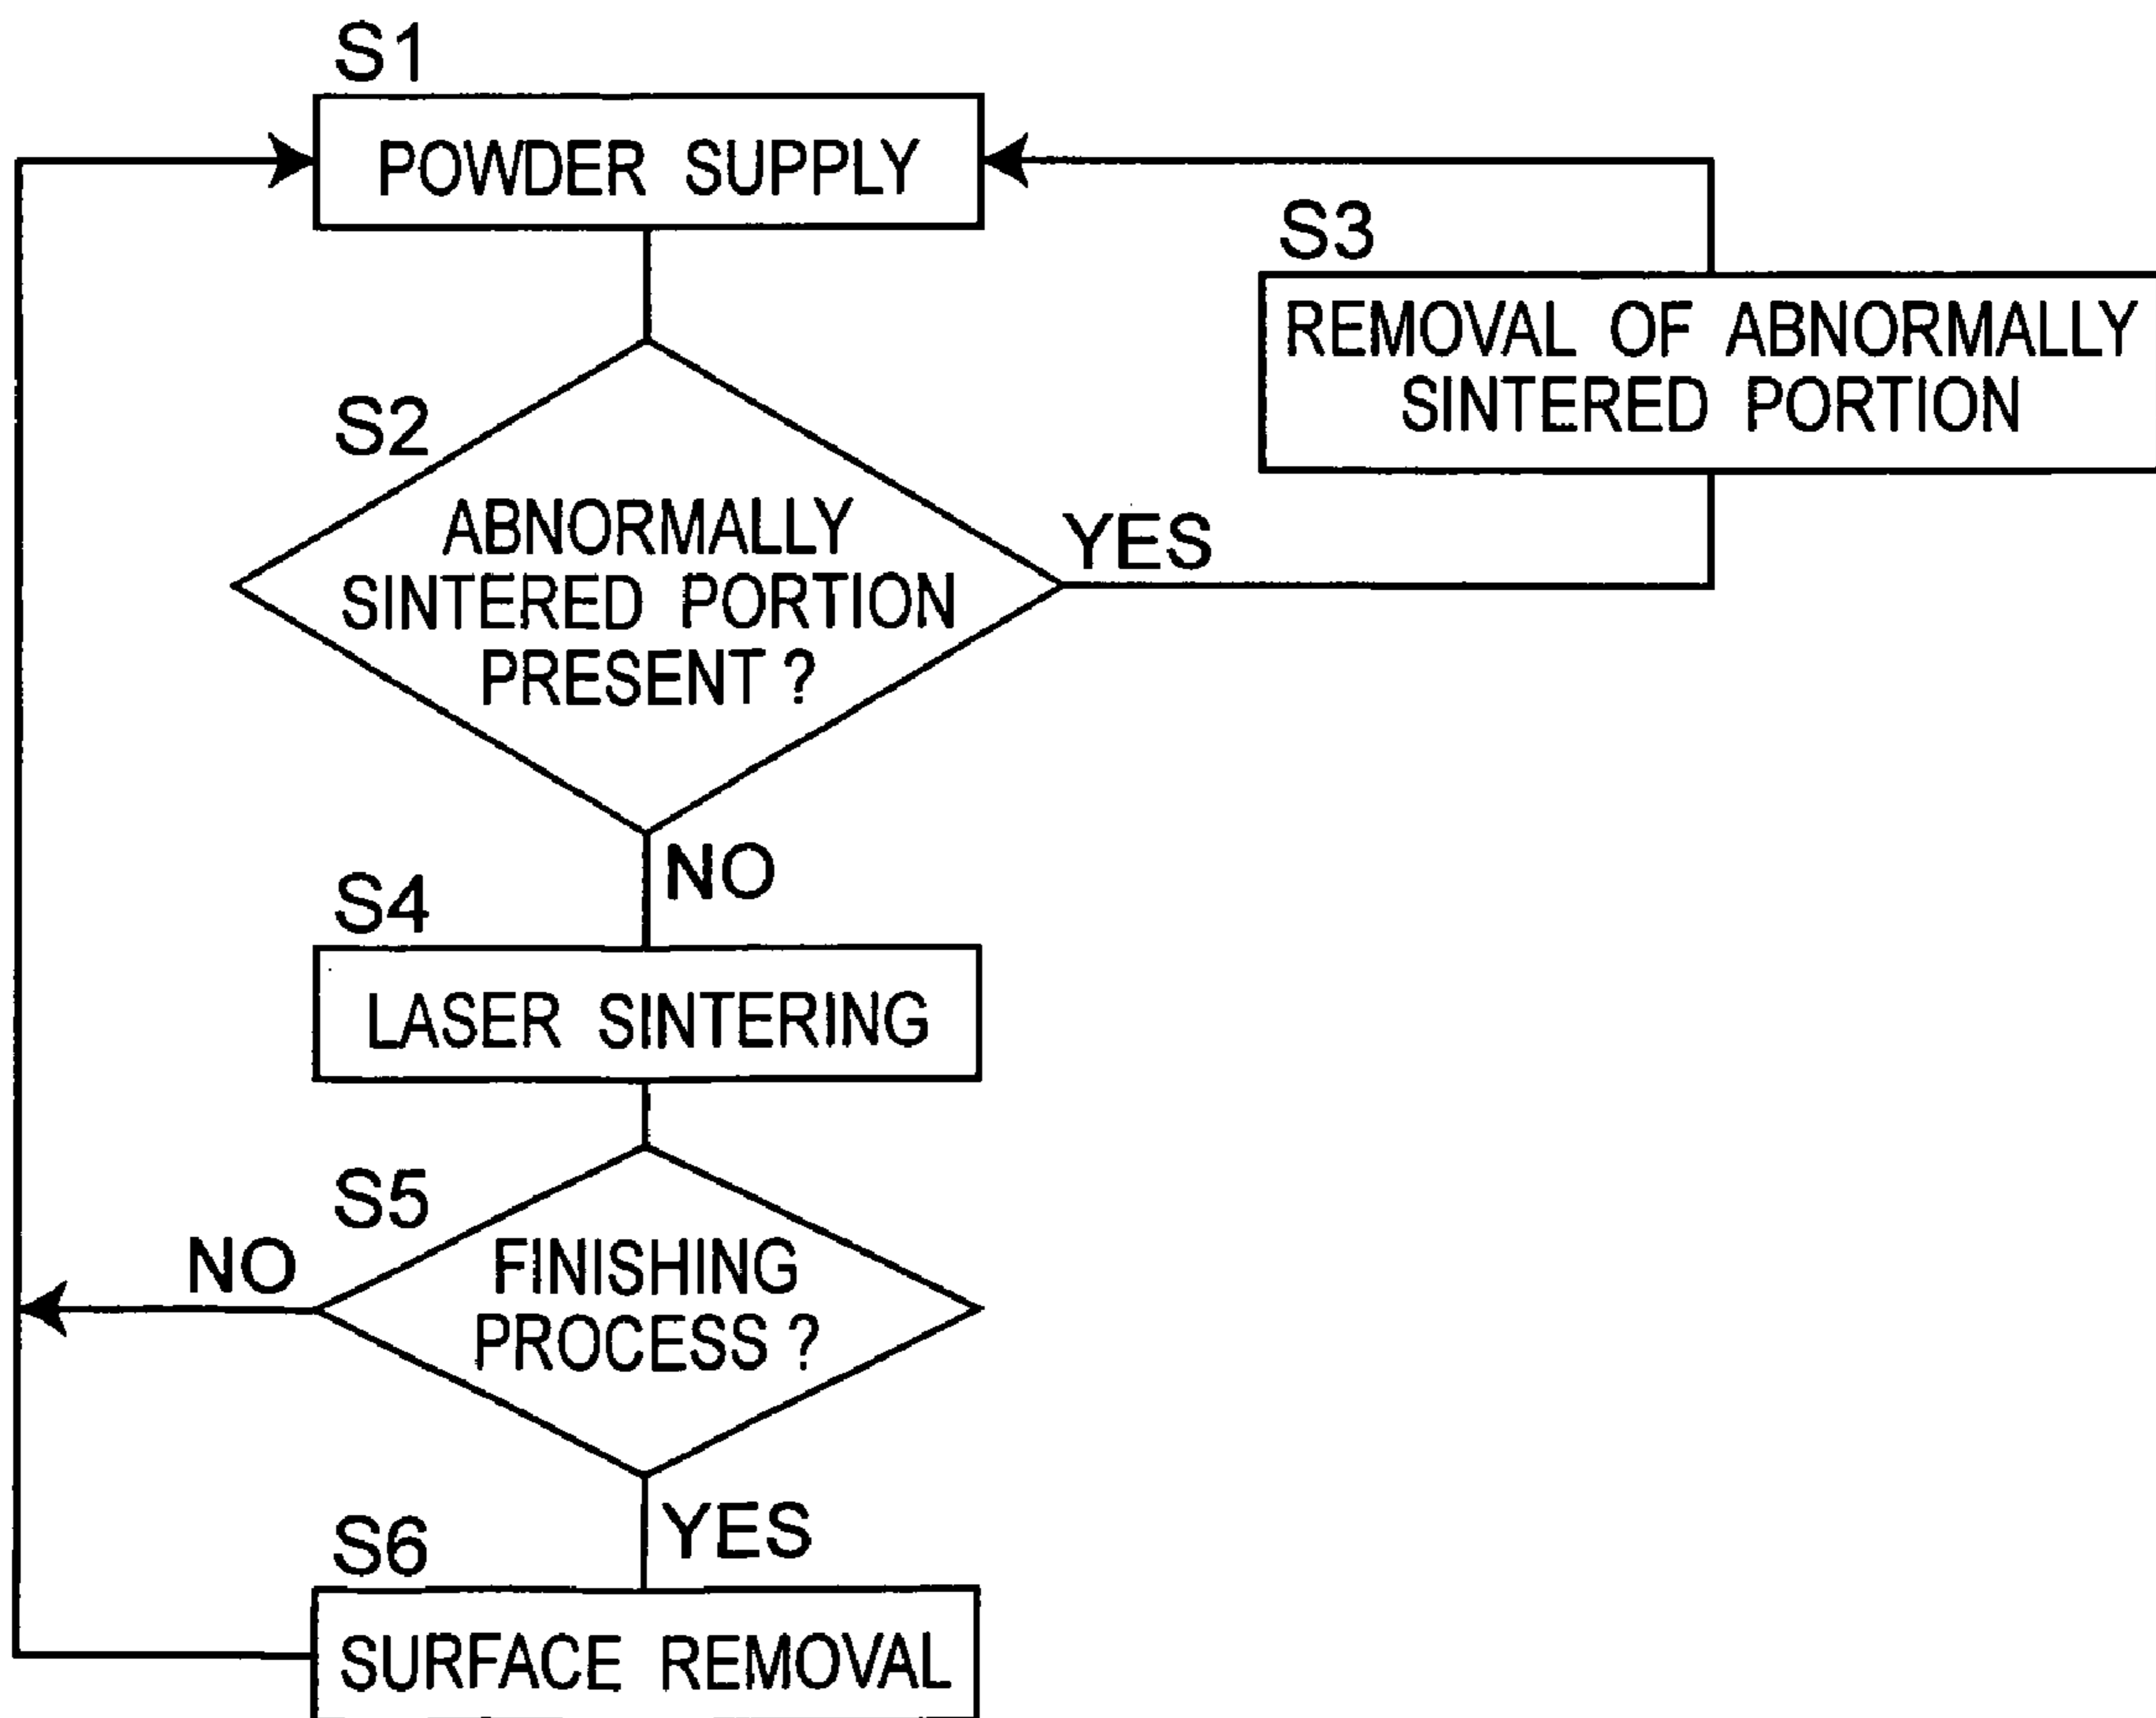 S1
POWDER SUPPLY
S3
REMOVAL OF ABNORMALLY
SINTERED PORTION
S2
ABNORMALLY
SINTERED PORTION
PRESENT ?
YES
NO
S4
LASER SINTERING
S5
FINISHING
PROCESS ?
NO
YES
S6
SURFACE REMOVAL